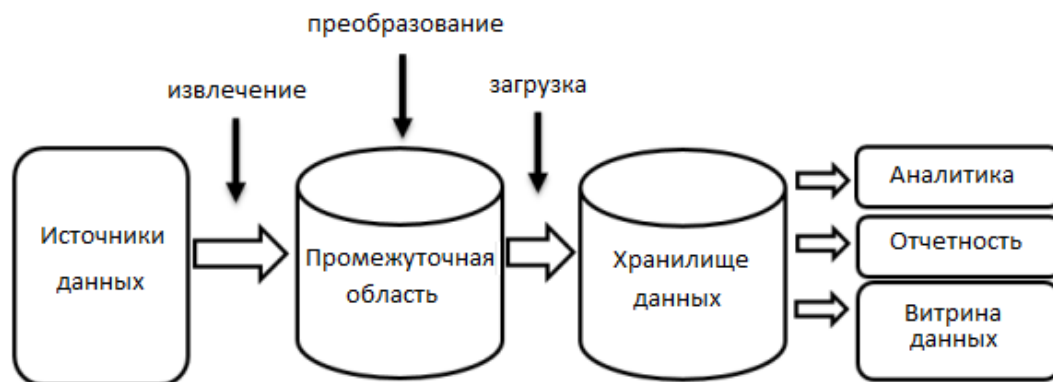 преобразование
извлечение
загрузка
Источники
данных
Промежуточная
область
Хранилище
данных
Аналитика
Отчетность
Витрина
данных